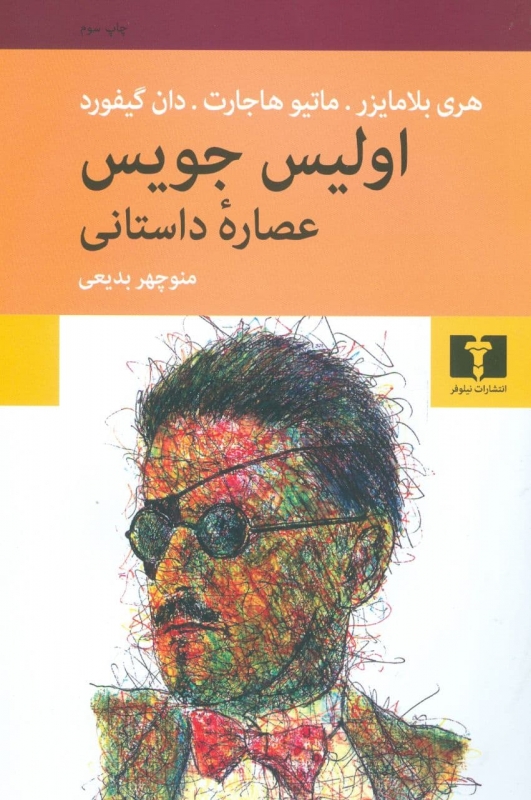 چاپ سوم
هری بلامایزر . ماتیو هاجارت . دان گیفورد
اولیس جویس
عصارهٔ داستانی
منوچهر بدیعی
انتشارات نیلوفر